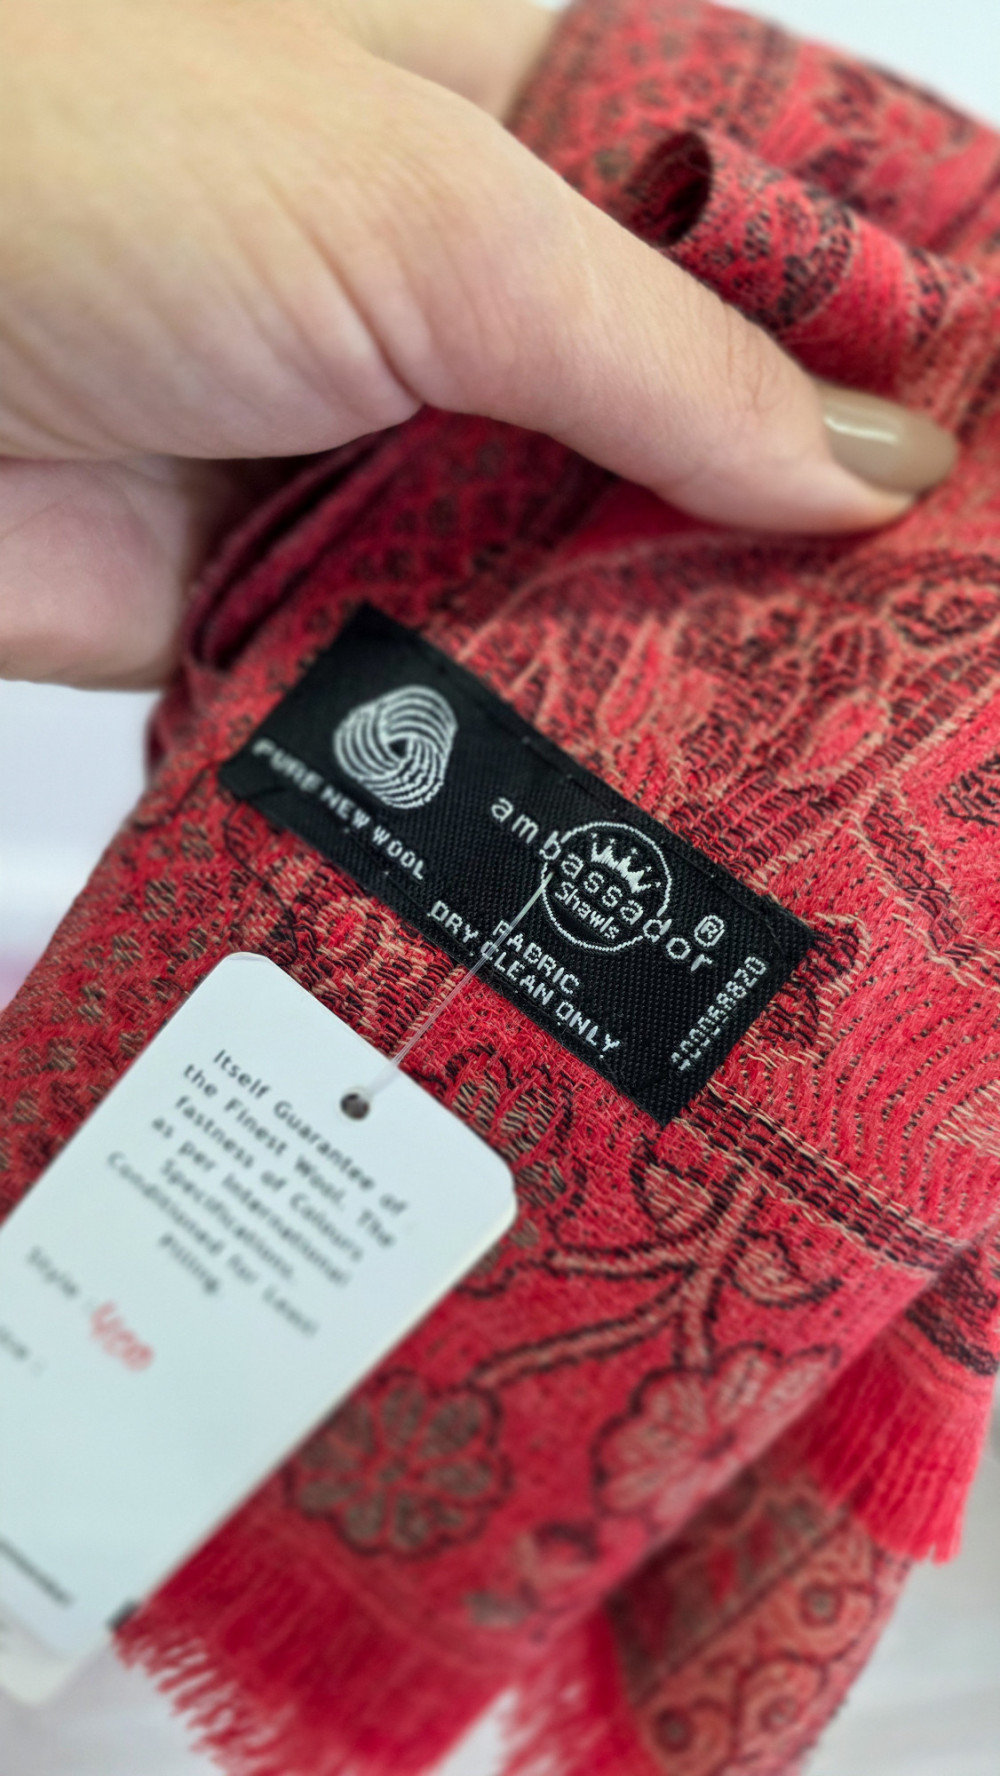 PURE NEW WOOL
ambassador®
Shawls
FABRIC
DRY CLEAN ONLY
Itself Guarantee of
the Finest Wool. The
fastness of Colours
as per International
Specifications.
Conditioned for Least
Pilling
Style :